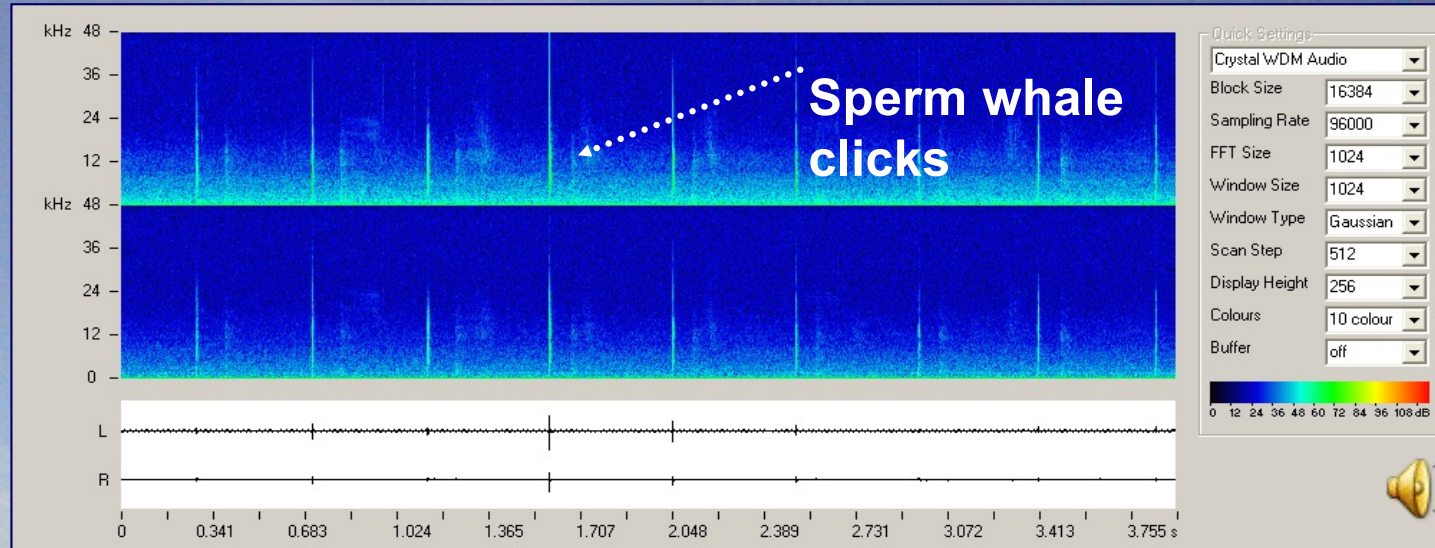 kHz 48
36
24
12
kHz 48
36
24
12
0
Sperm whale
clicks
L
R
0 0.341 0.683 1.024 1.365 1.707 2.048 2.389 2.731 3.072 3.413 3.755 s
Quick Settings
Crystal WDM Audio
Block Size 16384
Sampling Rate 96000
FFT Size 1024
Window Size 1024
Window Type Gaussian
Scan Step 512
Display Height 256
Colours 10 colour
Buffer off
0 12 24 36 48 60 72 84 96 108 dB